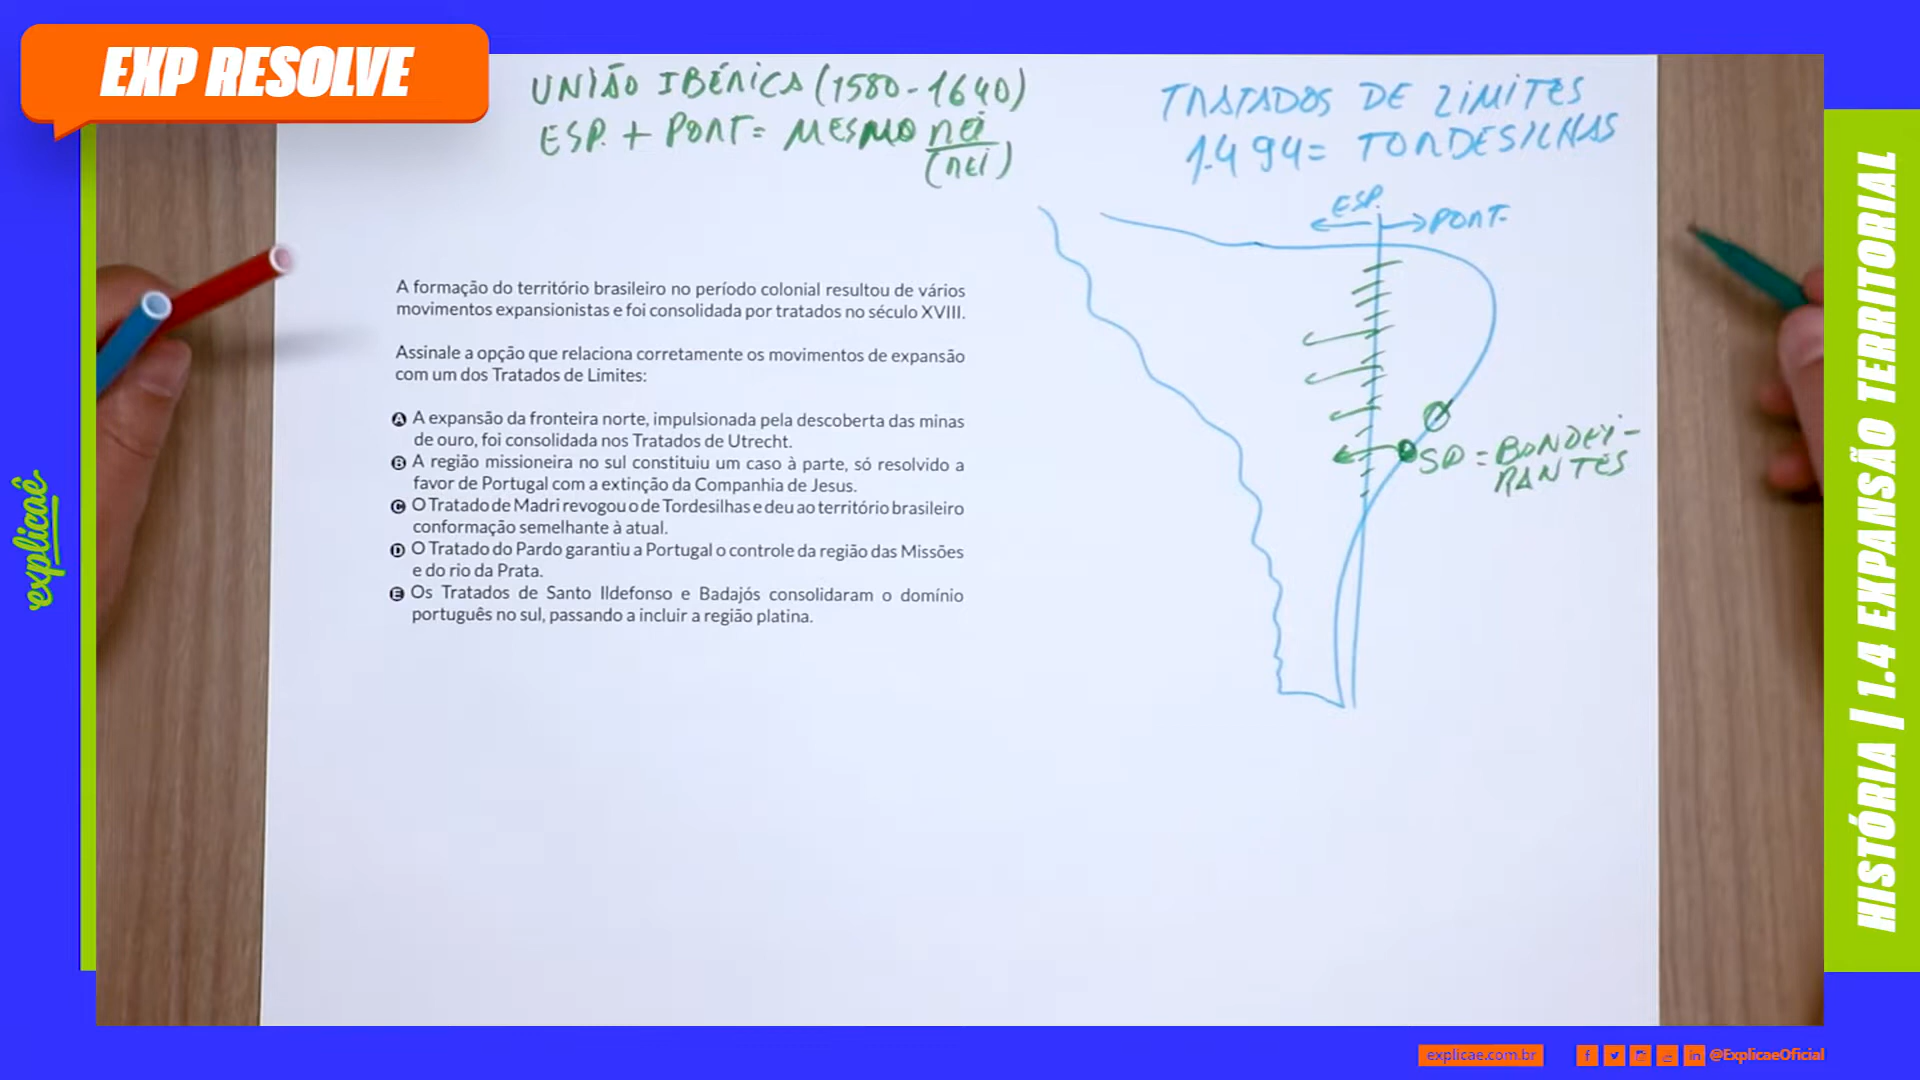 EXP RESOLVE
UNIÃO IBÉRICA (1580-1640)
ESP. + PORT= MESMO REI
(REI)
TRATADOS DE LIMITES
1.494= TORDESILHAS
ESP.
PORT.
A formação do território brasileiro no período colonial resultou de vários
movimentos expansionistas e foi consolidada por tratados no século XVIII.
Assinale a opção que relaciona corretamente os movimentos de expansão
com um dos Tratados de Limites:
A A expansão da fronteira norte, impulsionada pela descoberta das minas
de ouro, foi consolidada nos Tratados de Utrecht.
B A região missioneira no sul constituiu um caso à parte, só resolvido a
favor de Portugal com a extinção da Companhia de Jesus.
C O Tratado de Madri revogou o de Tordesilhas e deu ao território brasileiro
conformação semelhante à atual.
D O Tratado do Pardo garantiu a Portugal o controle da região das Missões
e do rio da Prata.
E Os Tratados de Santo Ildefonso e Badajós consolidaram o domínio
português no sul, passando a incluir a região platina.
SP = BANDEI-
RANTES
explicaê
HISTÓRIA | 1.4 EXPANSÃO TERRITORIAL
explicae.com.br
@ExplicaeOficial